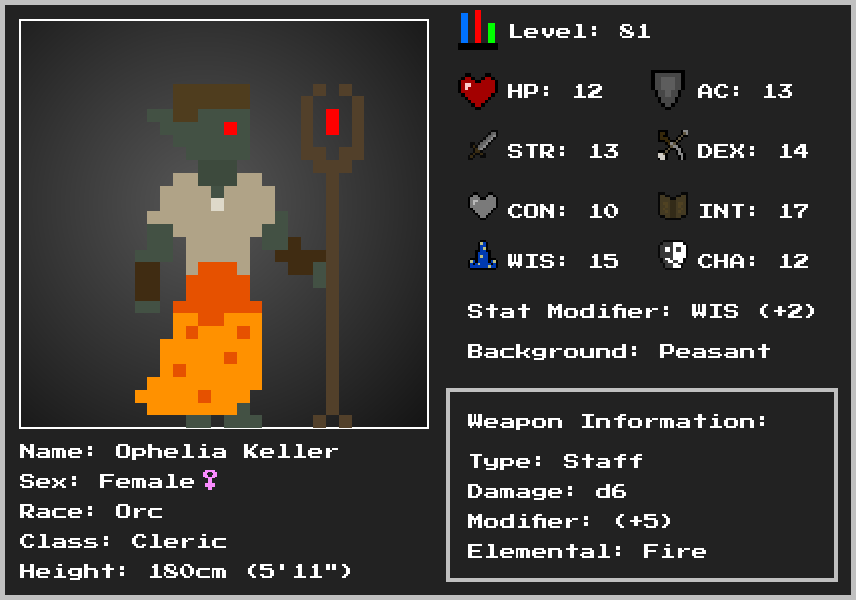 Level: 81
HP: 12
AC: 13
STR: 13
DEX: 14
CON: 10
INT: 17
WIS: 15
CHA: 12
Stat Modifier: WIS (+2)
Background: Peasant
Name: Ophelia Keller
Sex: Female♀
Race: Orc
Class: Cleric
Height: 180cm (5'11")
Weapon Information:
Type: Staff
Damage: d6
Modifier: (+5)
Elemental: Fire